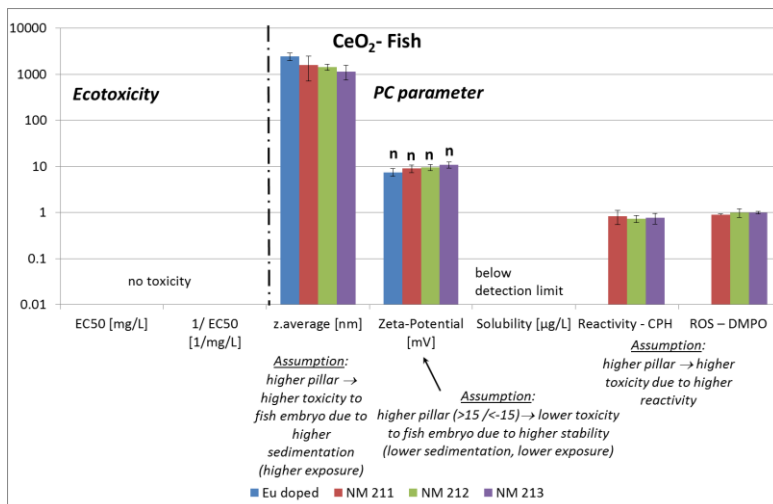 CeO₂- Fish
10000
1000
100
10
1
0.1
0.01
Ecotoxicity
PC parameter
n n n n
no toxicity
below
detection limit
EC50 [mg/L]
1/ EC50
[1/mg/L]
z.average [nm]
Zeta-Potential
[mV]
Solubility [µg/L]
Reactivity - CPH
ROS – DMPO
Assumption:
higher pillar →
higher toxicity to
fish embryo due to
higher
sedimentation
(higher exposure)
Assumption:
higher pillar (>15 /<-15)→ lower toxicity
to fish embryo due to higher stability
(lower sedimentation, lower exposure)
Assumption:
higher pillar → higher
toxicity due to higher
reactivity
Eu doped NM 211 NM 212 NM 213